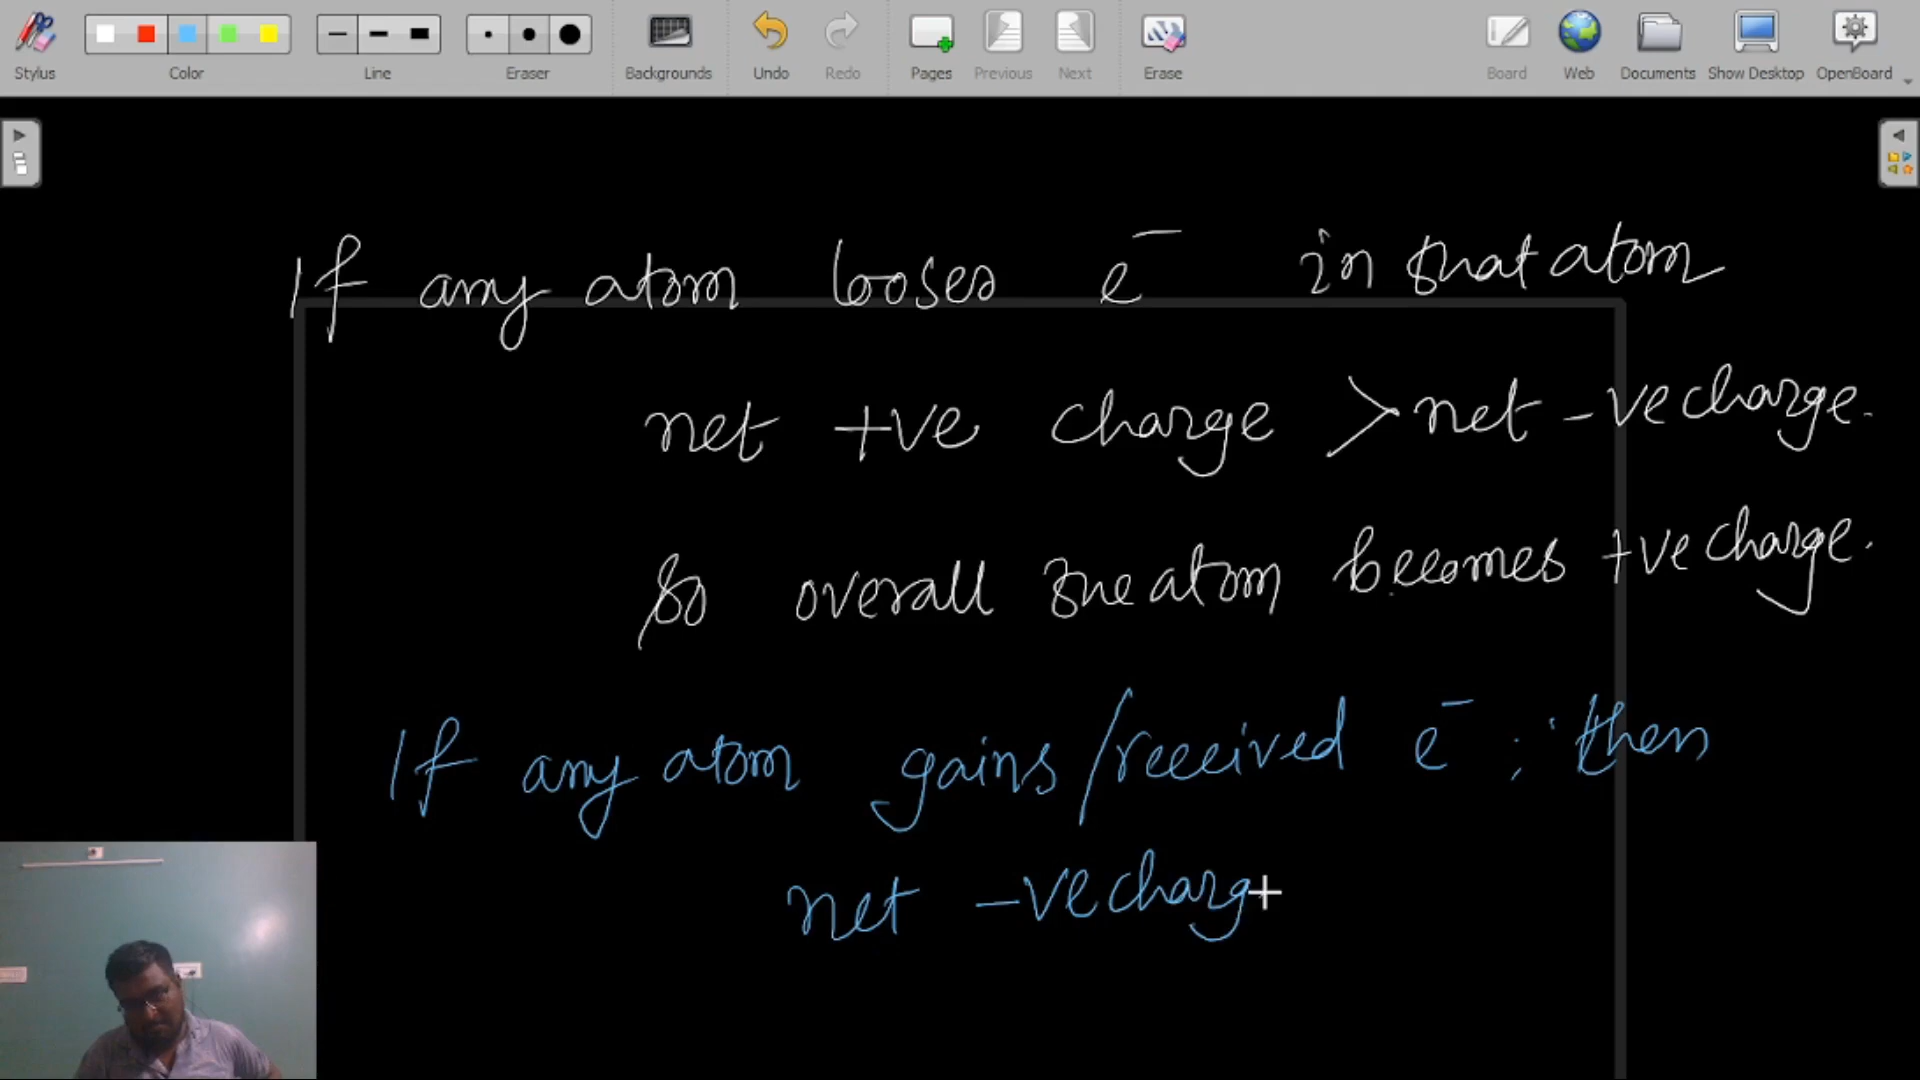 Stylus Color Line Eraser Backgrounds Undo Redo Pages Previous Next Erase Board Web Documents Show Desktop OpenBoard
If any atom looses e⁻ in that atom
net +ve charge > net -ve charge.
So overall the atom becomes +ve charge.
If any atom gains/received e⁻ ; then
net -ve charg